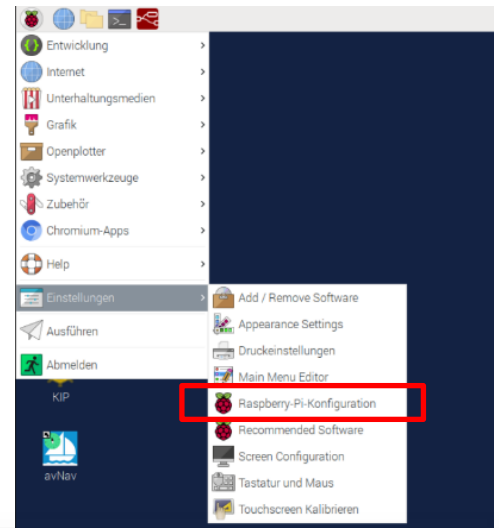 Entwicklung
Internet
Unterhaltungsmedien
Grafik
Openplotter
Systemwerkzeuge
Zubehör
Chromium-Apps
Help
Einstellungen
Ausführen
Abmelden
Add / Remove Software
Appearance Settings
Druckeinstellungen
Main Menu Editor
Raspberry-Pi-Konfiguration
Recommended Software
Screen Configuration
Tastatur und Maus
Touchscreen Kalibrieren
KIP
avNav